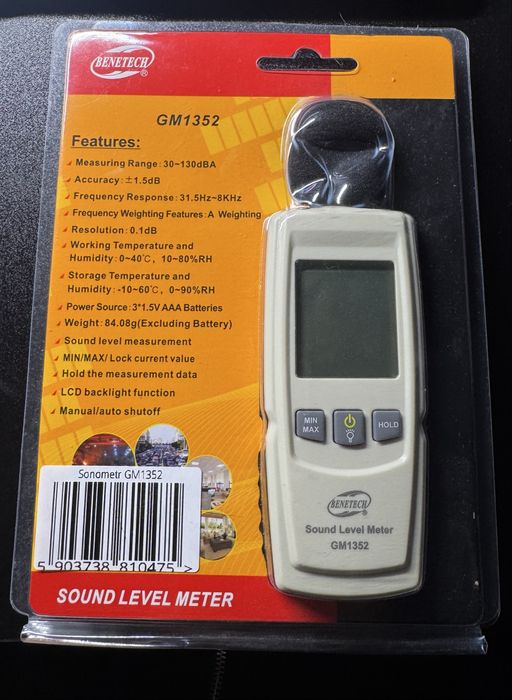 BENETECH
®
GM1352
Features:
Measuring Range: 30~130dBA
Accuracy: ±1.5dB
Frequency Response: 31.5Hz~8KHz
Frequency Weighting Features: A Weighting
Resolution: 0.1dB
Working Temperature and
Humidity: 0~40℃, 10~80%RH
Storage Temperature and
Humidity: -10~60℃, 0~90%RH
Power Source: 3*1.5V AAA Batteries
Weight: 84.08g(Excluding Battery)
Sound level measurement
MIN/MAX/ Lock current value
Hold the measurement data
LCD backlight function
Manual/auto shutoff
Sonometr GM1352
5 903738 810475 >
SOUND LEVEL METER
MIN
MAX
HOLD
BENETECH
®
Sound Level Meter
GM1352